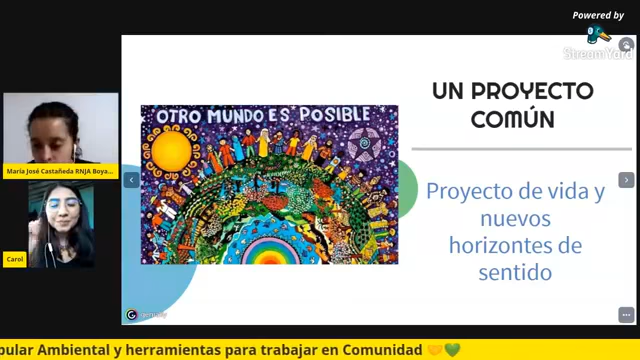 Powered by
StreamYard
UN PROYECTO
COMÚN
OTRO MUNDO ES POSIBLE
Proyecto de vida y
nuevos
horizontes de
sentido
María José Castañeda RNJA Boya...
Carol
genially
pular Ambiental y herramientas para trabajar en Comunidad 🤝💚